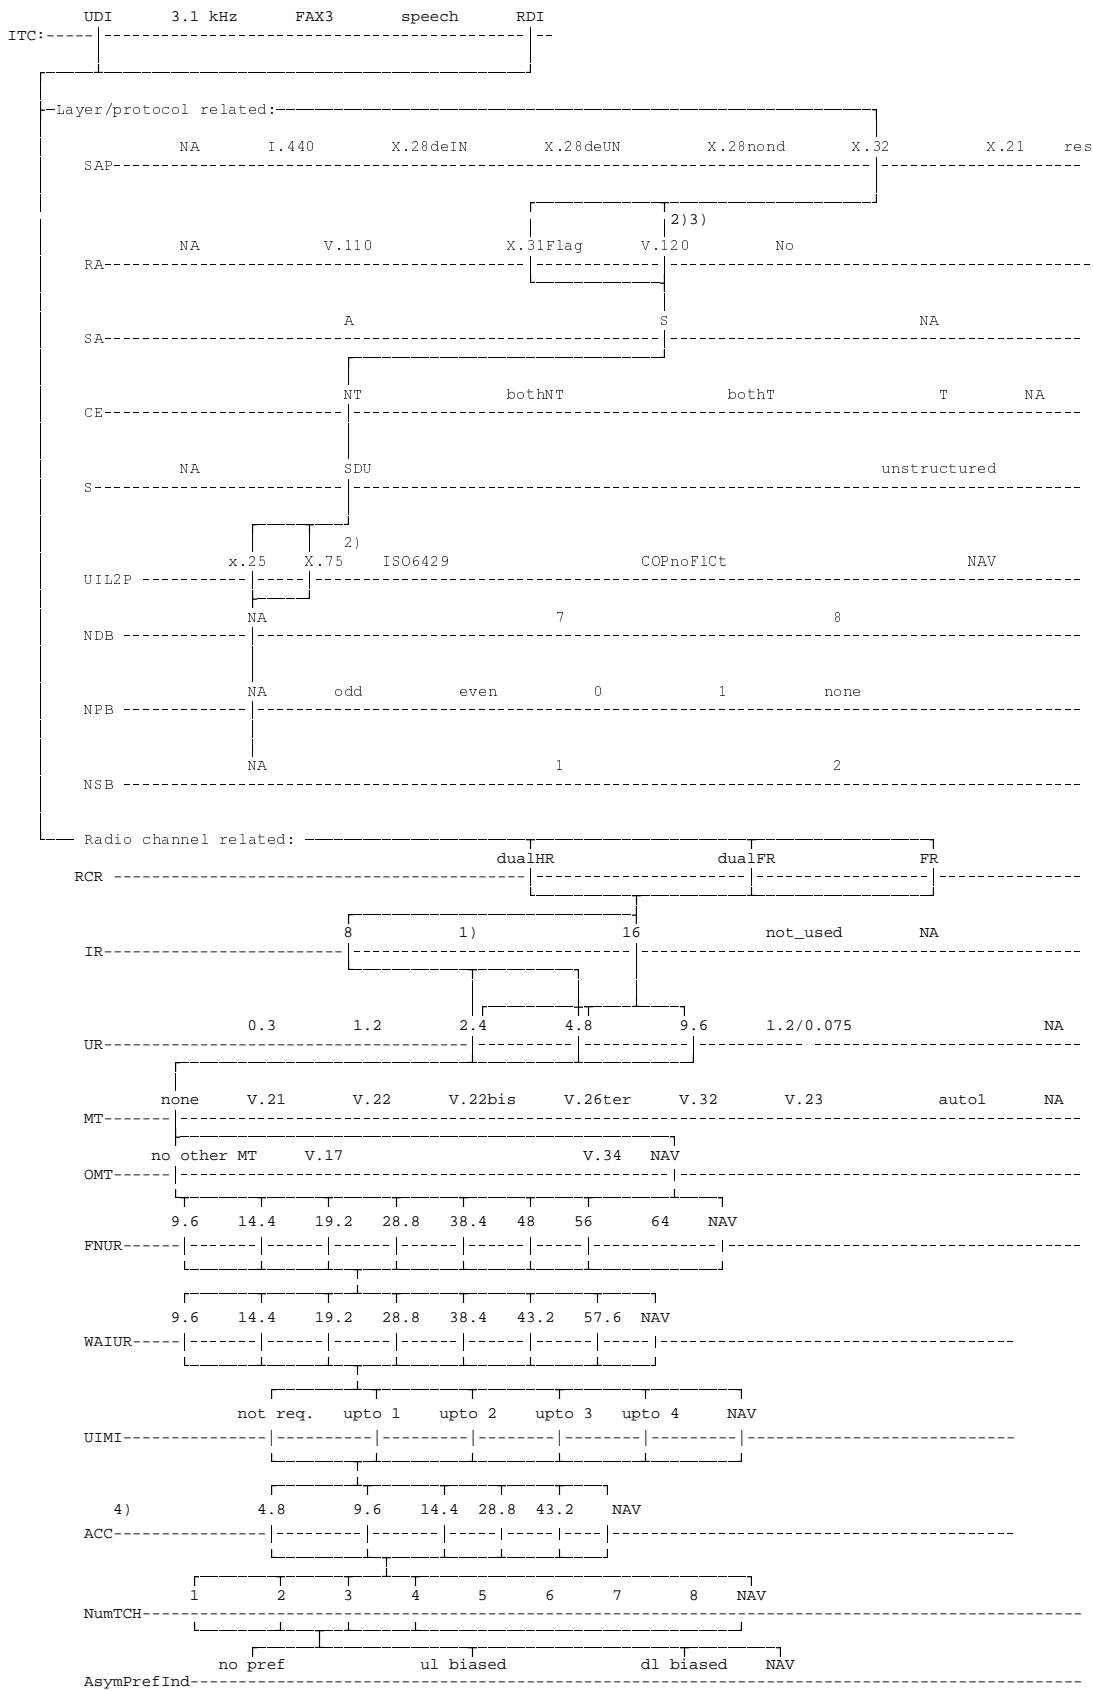 UDI 3.1 kHz FAX3 speech RDI
ITC:
Layer/protocol related:
NA I.440 X.28deIN X.28deUN X.28nond X.32 X.21 res
SAP
2)3)
NA V.110 X.31Flag V.120 No
RA
A S NA
SA
NT bothNT bothT T NA
CE
NA SDU unstructured
S
2)
x.25 X.75 ISO6429 COPnoFlCt NAV
UIL2P
NA 7 8
NDB
NA odd even 0 1 none
NPB
NA 1 2
NSB
Radio channel related:
dualHR dualFR FR
RCR
8 1) 16 not_used NA
IR
0.3 1.2 2.4 4.8 9.6 1.2/0.075 NA
UR
none V.21 V.22 V.22bis V.26ter V.32 V.23 auto1 NA
MT
no other MT V.17 V.34 NAV
OMT
9.6 14.4 19.2 28.8 38.4 48 56 64 NAV
FNUR
9.6 14.4 19.2 28.8 38.4 43.2 57.6 NAV
WAIUR
not req. upto 1 upto 2 upto 3 upto 4 NAV
UIMI
4) 4.8 9.6 14.4 28.8 43.2 NAV
ACC
1 2 3 4 5 6 7 8 NAV
NumTCH
no pref ul biased dl biased NAV
AsymPrefInd